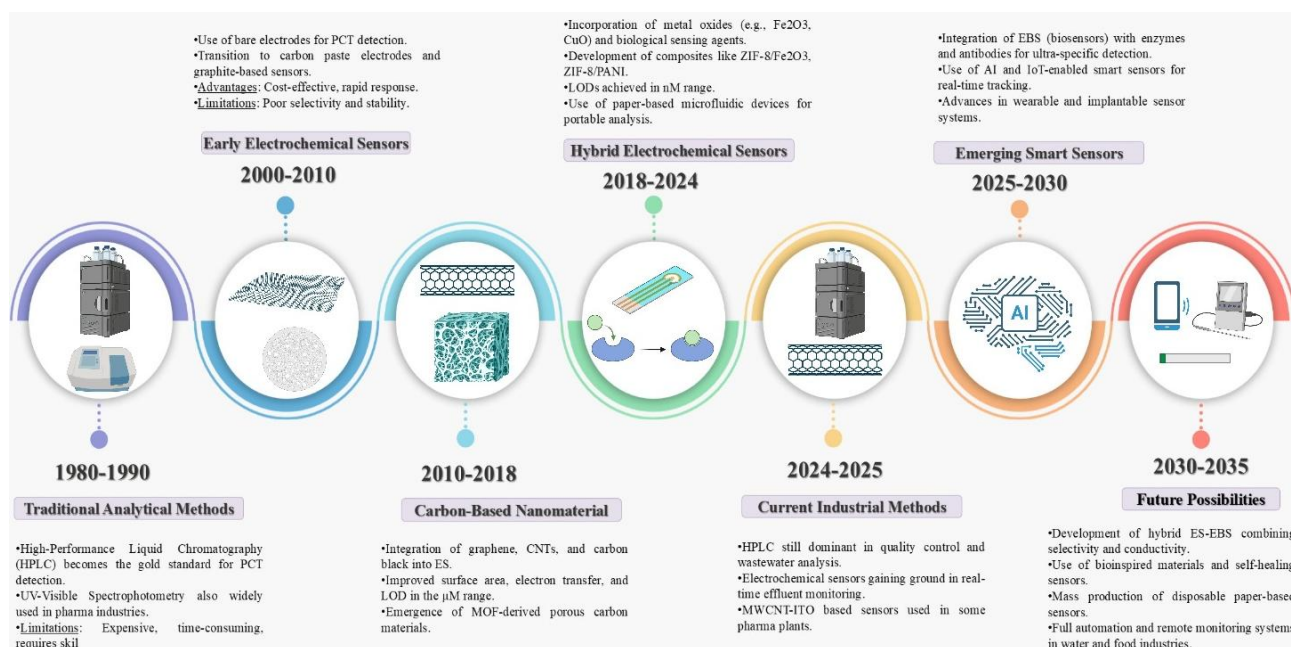 •Use of bare electrodes for PCT detection.
•Transition to carbon paste electrodes and
graphite-based sensors.
•Advantages: Cost-effective, rapid response.
•Limitations: Poor selectivity and stability.
Early Electrochemical Sensors
2000-2010
•Incorporation of metal oxides (e.g., Fe2O3,
CuO) and biological sensing agents.
•Development of composites like ZIF-8/Fe2O3,
ZIF-8/PANI.
•LODs achieved in nM range.
•Use of paper-based microfluidic devices for
portable analysis.
Hybrid Electrochemical Sensors
2018-2024
•Integration of EBS (biosensors) with enzymes
and antibodies for ultra-specific detection.
•Use of AI and IoT-enabled smart sensors for
real-time tracking.
•Advances in wearable and implantable sensor
systems.
Emerging Smart Sensors
2025-2030
AI
1980-1990
Traditional Analytical Methods
•High-Performance Liquid Chromatography
(HPLC) becomes the gold standard for PCT
detection.
•UV-Visible Spectrophotometry also widely
used in pharma industries.
•Limitations: Expensive, time-consuming,
requires skil
2010-2018
Carbon-Based Nanomaterial
•Integration of graphene, CNTs, and carbon
black into ES.
•Improved surface area, electron transfer, and
LOD in the µM range.
•Emergence of MOF-derived porous carbon
materials.
2024-2025
Current Industrial Methods
•HPLC still dominant in quality control and
wastewater analysis.
•Electrochemical sensors gaining ground in real-
time effluent monitoring.
•MWCNT-ITO based sensors used in some
pharma plants.
2030-2035
Future Possibilities
•Development of hybrid ES-EBS combining
selectivity and conductivity.
•Use of bioinspired materials and self-healing
sensors.
•Mass production of disposable paper-based
sensors.
•Full automation and remote monitoring systems
in water and food industries.